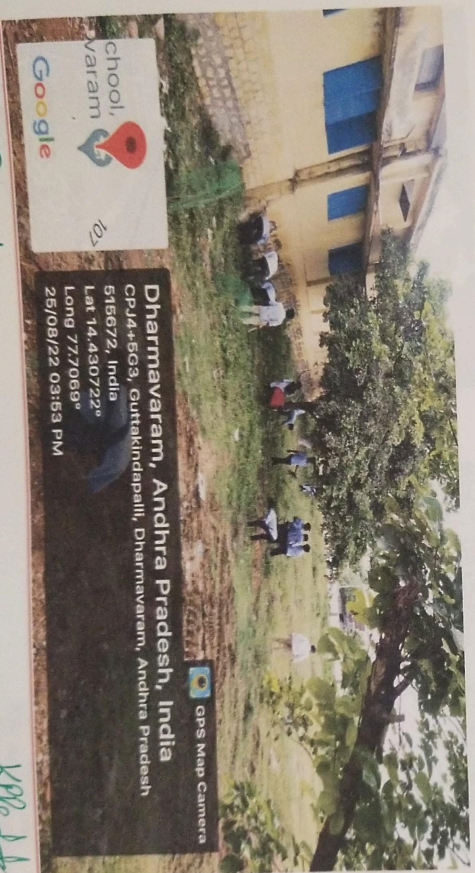 GPS Map Camera
Dharmavaram, Andhra Pradesh, India
CPJ4+5G3, Guttakindapalli, Dharmavaram, Andhra Pradesh
515672, India
Lat 14.430722°
Long 77.7069°
25/08/22 03:53 PM
chool,
varam
107
Google